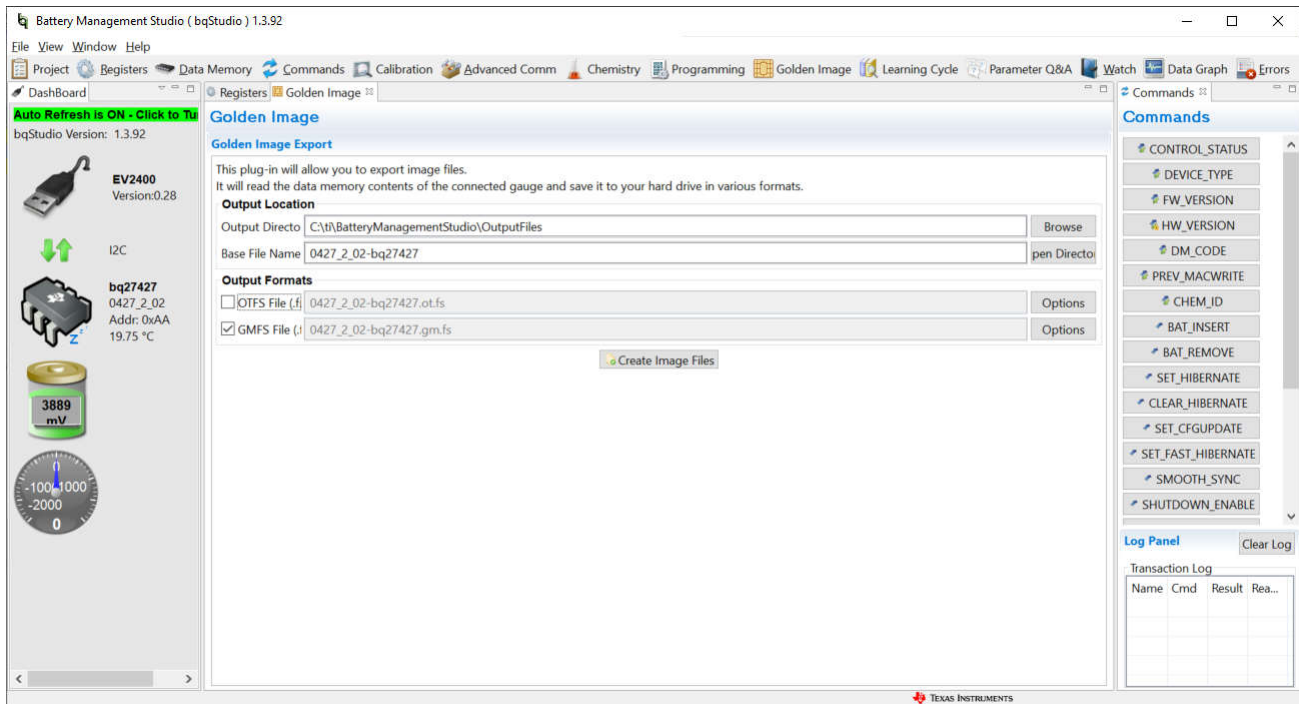 Battery Management Studio ( bqStudio ) 1.3.92
File View Window Help
Project Registers Data Memory Commands Calibration Advanced Comm Chemistry Programming Golden Image Learning Cycle Parameter Q&A Watch Data Graph Errors
DashBoard
Auto Refresh is ON - Click to Tu
bqStudio Version: 1.3.92
EV2400
Version:0.28
I2C
bq27427
0427_2_02
Addr: 0xAA
19.75 °C
3889
mV
0
-1000 1000
-2000
0
Registers Golden Image
Golden Image
Golden Image Export
This plug-in will allow you to export image files.
It will read the data memory contents of the connected gauge and save it to your hard drive in various formats.
Output Location
Output Directo C:\ti\BatteryManagementStudio\OutputFiles Browse
Base File Name 0427_2_02-bq27427 pen Directo
Output Formats
OTFS File (.f 0427_2_02-bq27427.ot.fs Options
GMFS File (. 0427_2_02-bq27427.gm.fs Options
Create Image Files
Commands
Commands
CONTROL_STATUS
DEVICE_TYPE
FW_VERSION
HW_VERSION
DM_CODE
PREV_MACWRITE
CHEM_ID
BAT_INSERT
BAT_REMOVE
SET_HIBERNATE
CLEAR_HIBERNATE
SET_CFGUPDATE
SET_FAST_HIBERNATE
SMOOTH_SYNC
SHUTDOWN_ENABLE
Log Panel Clear Log
Transaction Log
Name Cmd Result Rea...
TEXAS INSTRUMENTS